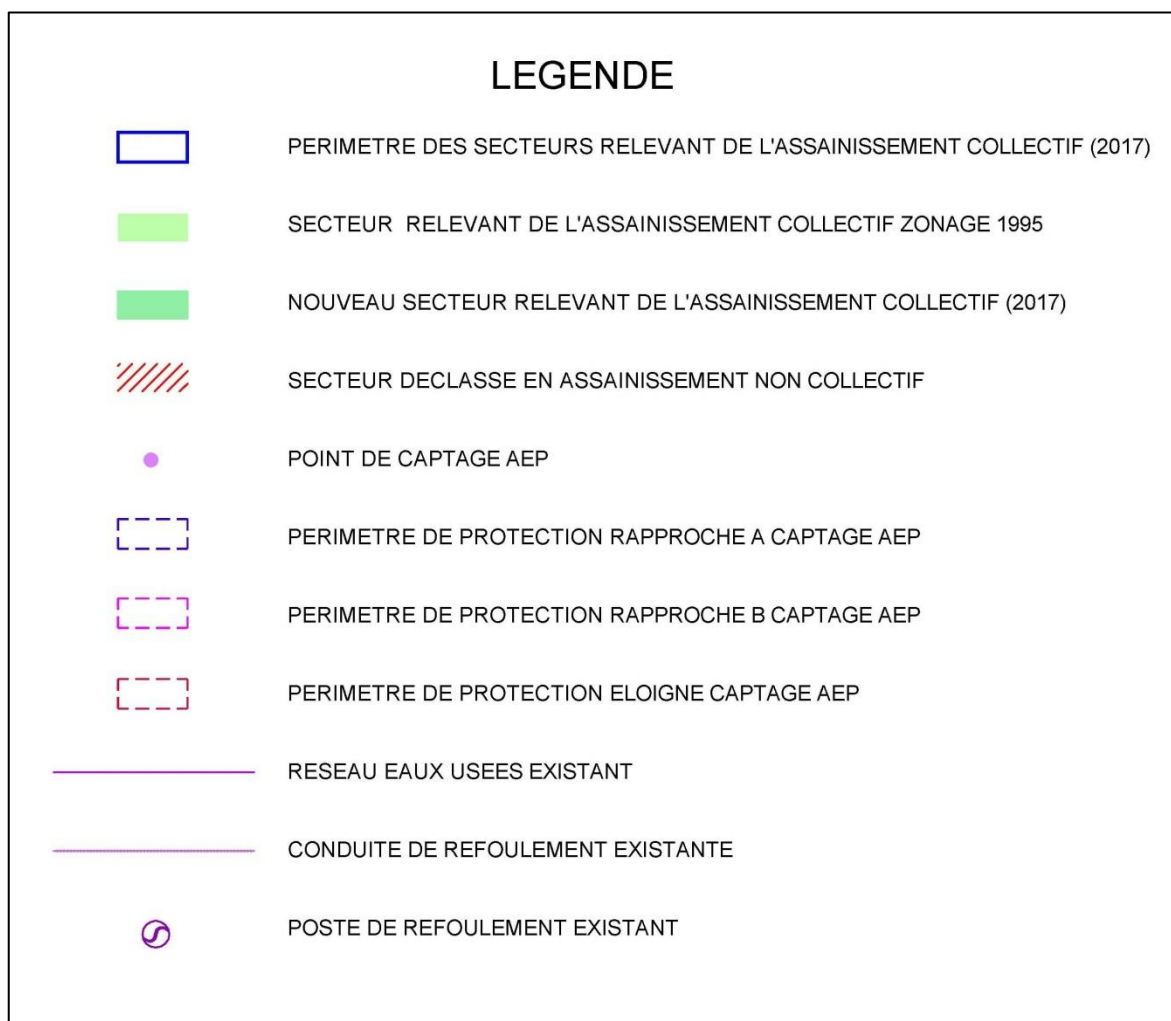 LEGENDE
PERIMETRE DES SECTEURS RELEVANT DE L'ASSAINISSEMENT COLLECTIF (2017)
SECTEUR RELEVANT DE L'ASSAINISSEMENT COLLECTIF ZONAGE 1995
NOUVEAU SECTEUR RELEVANT DE L'ASSAINISSEMENT COLLECTIF (2017)
SECTEUR DECLASSE EN ASSAINISSEMENT NON COLLECTIF
POINT DE CAPTAGE AEP
PERIMETRE DE PROTECTION RAPPROCHE A CAPTAGE AEP
PERIMETRE DE PROTECTION RAPPROCHE B CAPTAGE AEP
PERIMETRE DE PROTECTION ELOIGNE CAPTAGE AEP
RESEAU EAUX USEES EXISTANT
CONDUITE DE REFOULEMENT EXISTANTE
POSTE DE REFOULEMENT EXISTANT